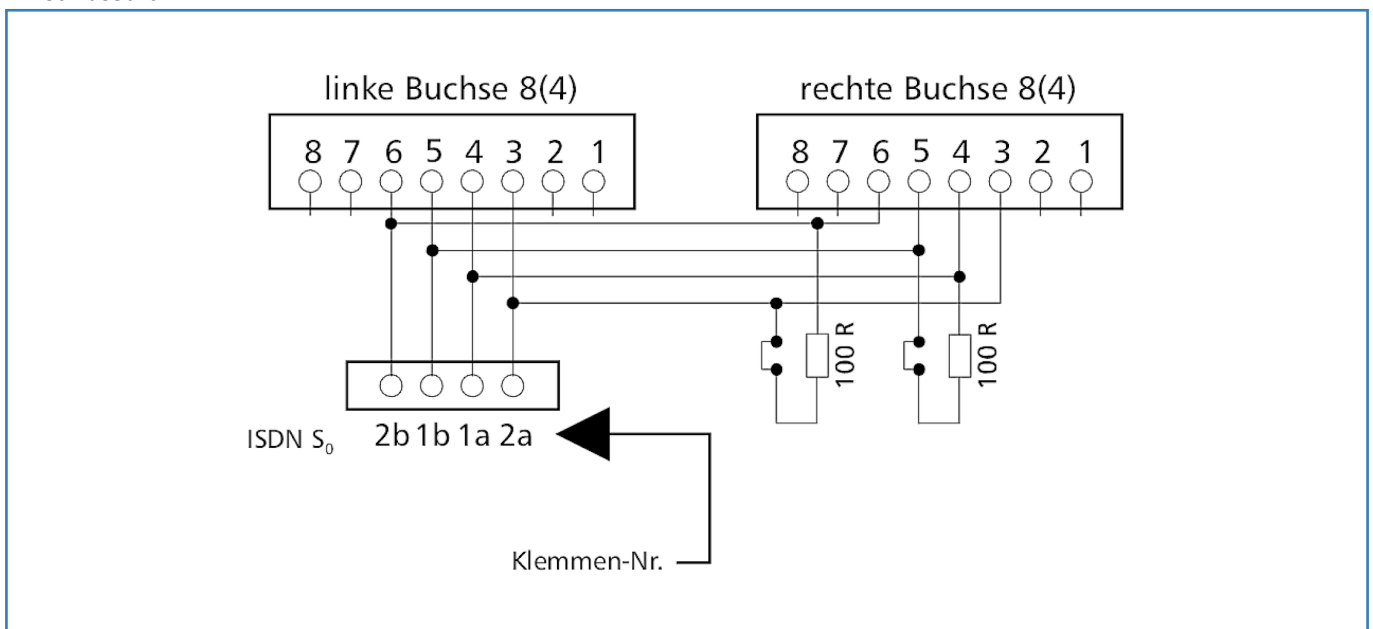 linke Buchse 8(4)
rechte Buchse 8(4)
8 7 6 5 4 3 2 1
8 7 6 5 4 3 2 1
100 R
100 R
ISDN S0
2b 1b 1a 2a
Klemmen-Nr.